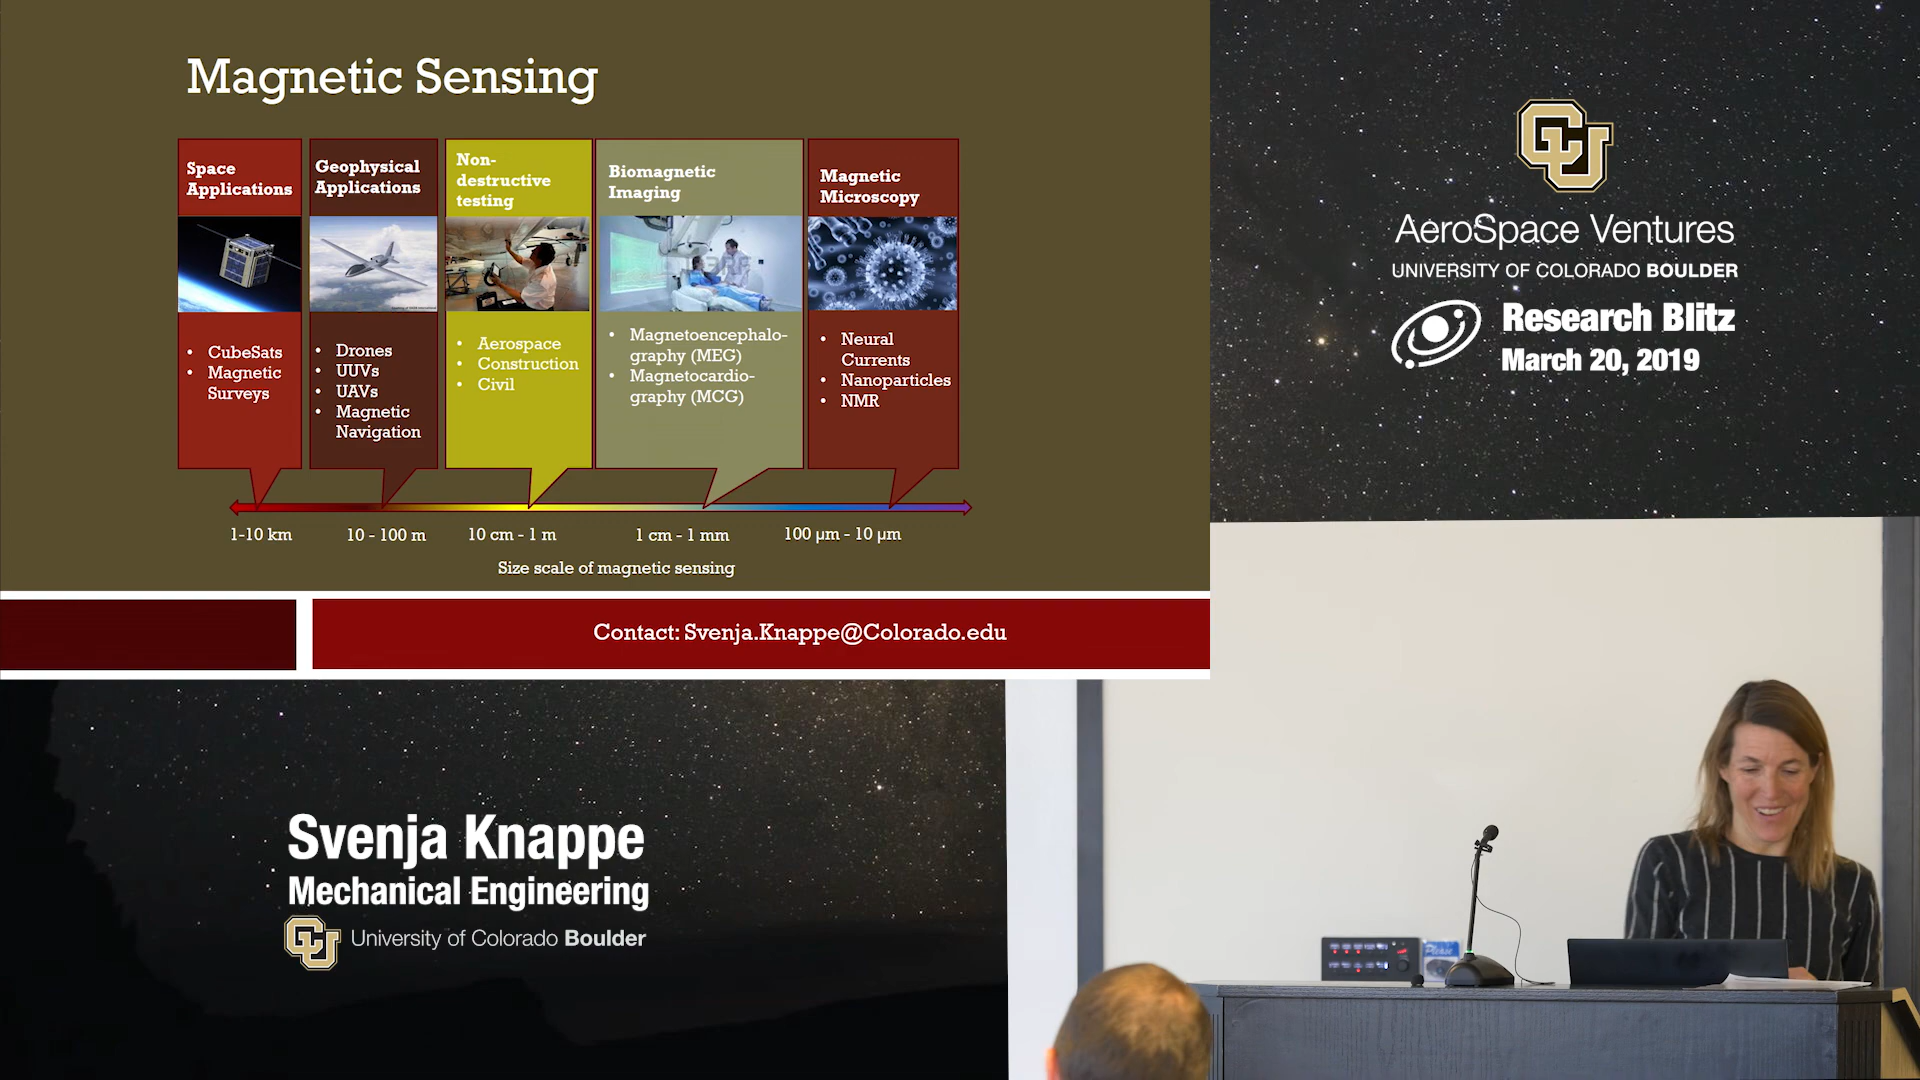 Magnetic Sensing
Space
Applications
• CubeSats
• Magnetic
Surveys
Geophysical
Applications
• Drones
• UUVs
• UAVs
• Magnetic
Navigation
Non-
destructive
testing
• Aerospace
• Construction
• Civil
Biomagnetic
Imaging
• Magnetoencephalo-
graphy (MEG)
• Magnetocardio-
graphy (MCG)
Magnetic
Microscopy
• Neural
Currents
• Nanoparticles
• NMR
1-10 km
10 - 100 m
10 cm - 1 m
1 cm - 1 mm
100 µm - 10 µm
Size scale of magnetic sensing
Contact: Svenja.Knappe@Colorado.edu
CU
AeroSpace Ventures
UNIVERSITY OF COLORADO BOULDER
Research Blitz
March 20, 2019
Svenja Knappe
Mechanical Engineering
CU University of Colorado Boulder
Please